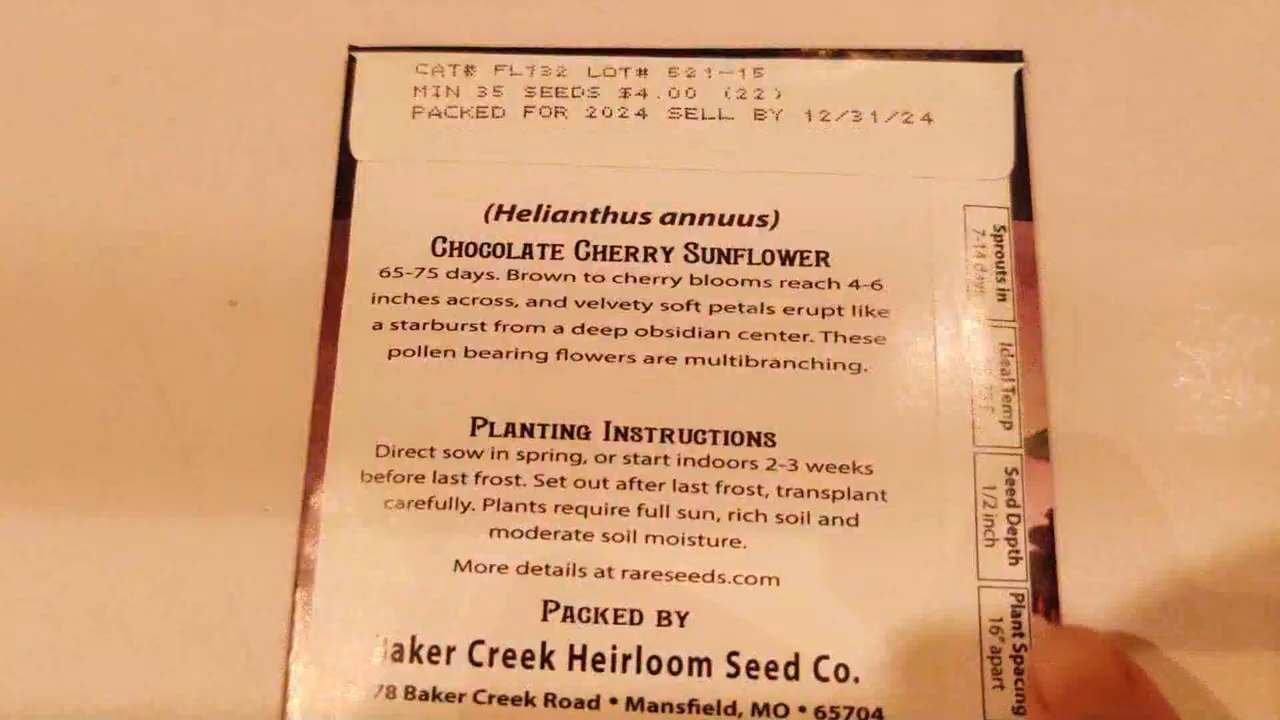 CAT# FL732 LOT# 521-15
MIN 35 SEEDS $4.00 (22)
PACKED FOR 2024 SELL BY 12/31/24
(Helianthus annuus)
CHOCOLATE CHERRY SUNFLOWER
65-75 days. Brown to cherry blooms reach 4-6
inches across, and velvety soft petals erupt like
a starburst from a deep obsidian center. These
pollen bearing flowers are multibranching.
PLANTING INSTRUCTIONS
Direct sow in spring, or start indoors 2-3 weeks
before last frost. Set out after last frost, transplant
carefully. Plants require full sun, rich soil and
moderate soil moisture.
More details at rareseeds.com
PACKED BY
Baker Creek Heirloom Seed Co.
78 Baker Creek Road • Mansfield, MO • 65704
Sprouts in
7-14 days
Ideal Temp
F
Seed Depth
1/2 inch
Plant Spacing
16" apart